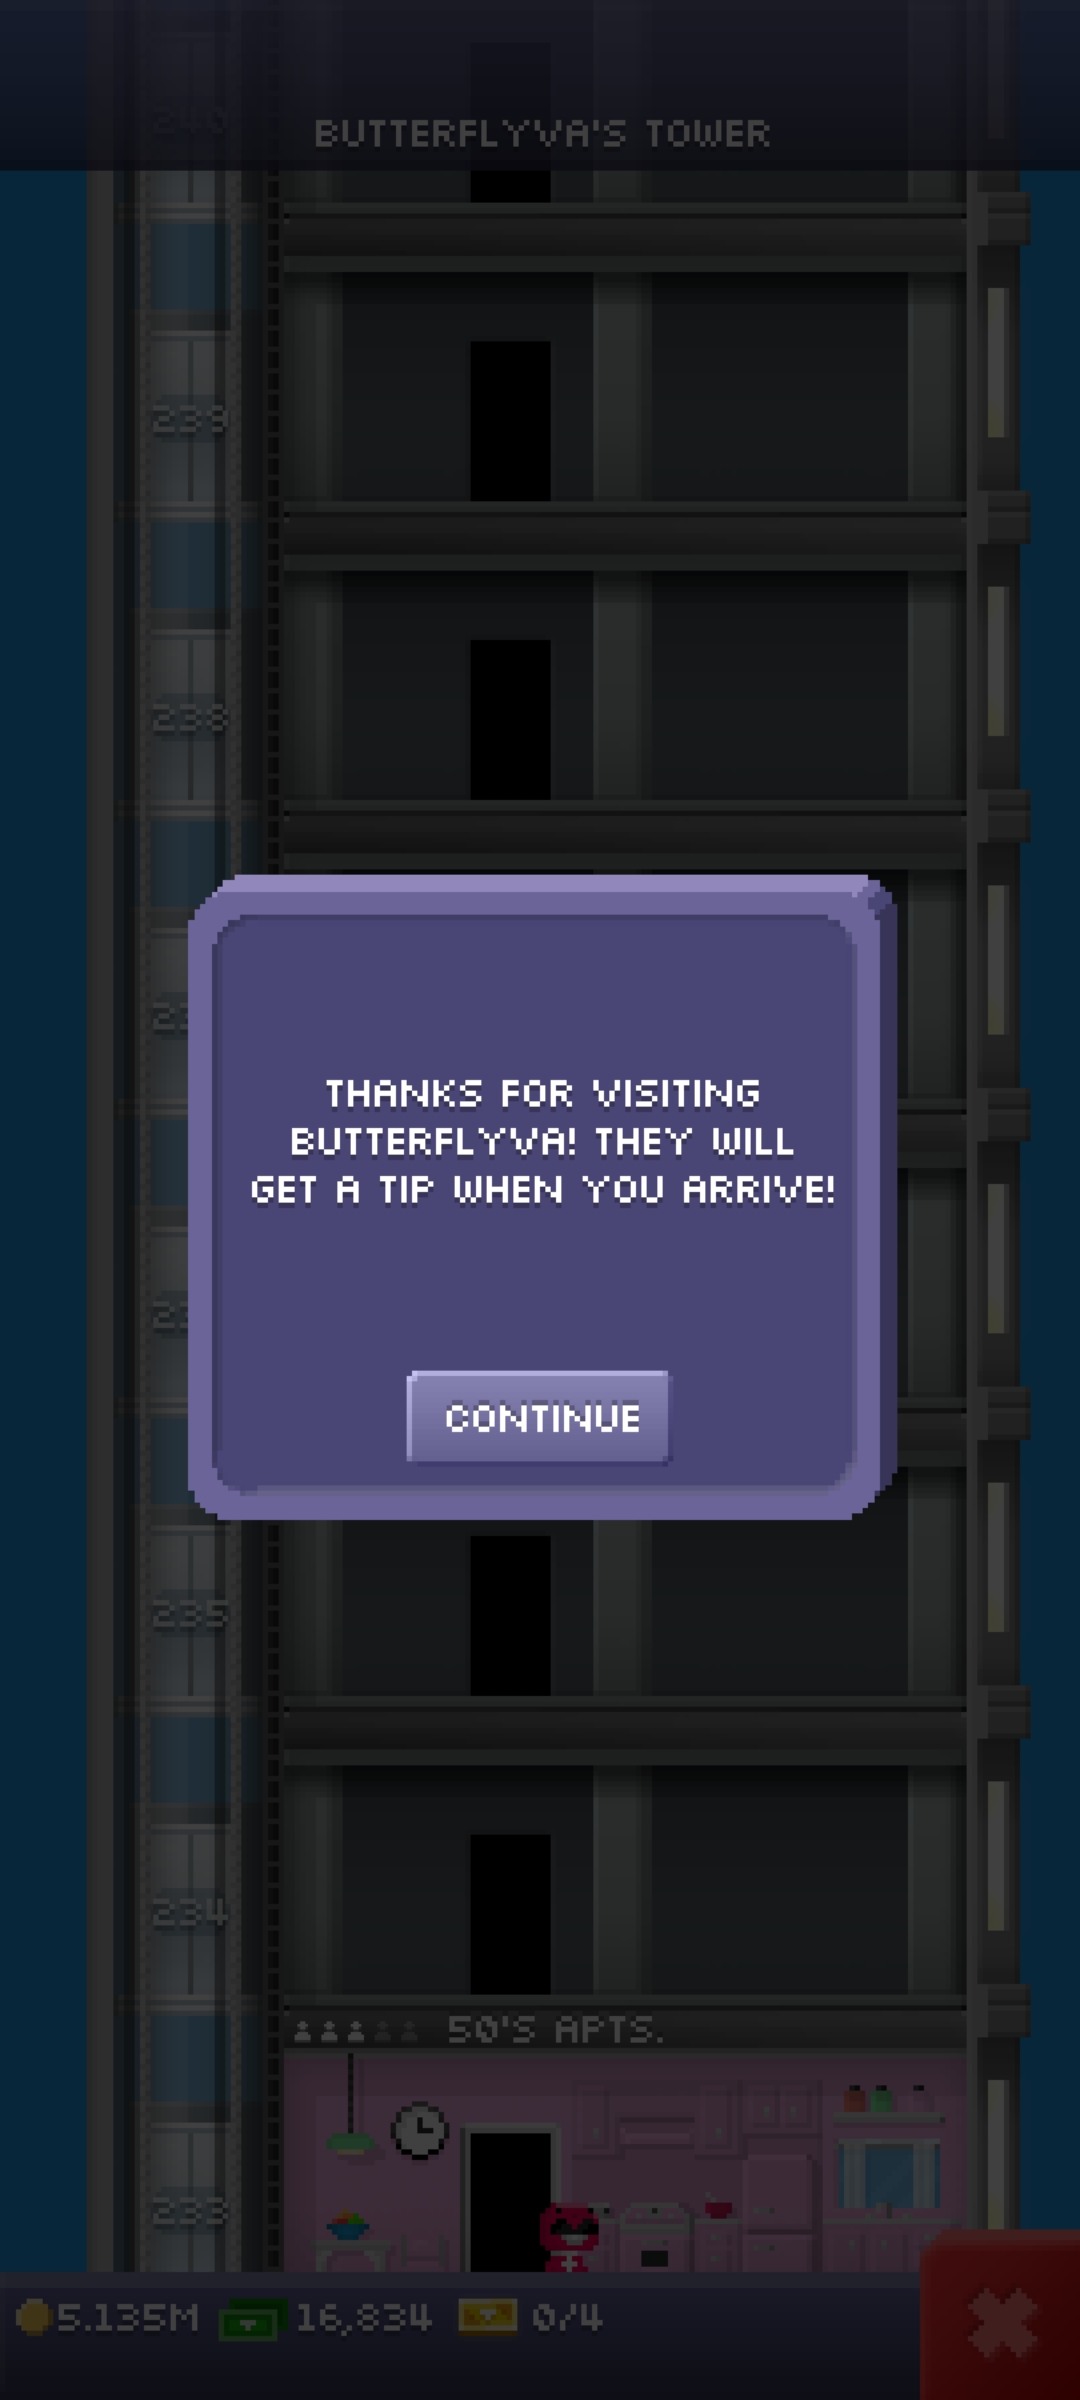 240
BUTTERFLYVA'S TOWER
239
238
THANKS FOR VISITING
BUTTERFLYVA! THEY WILL
GET A TIP WHEN YOU ARRIVE!
CONTINUE
235
234
50'S APTS.
233
5.135M 16,834 0/4